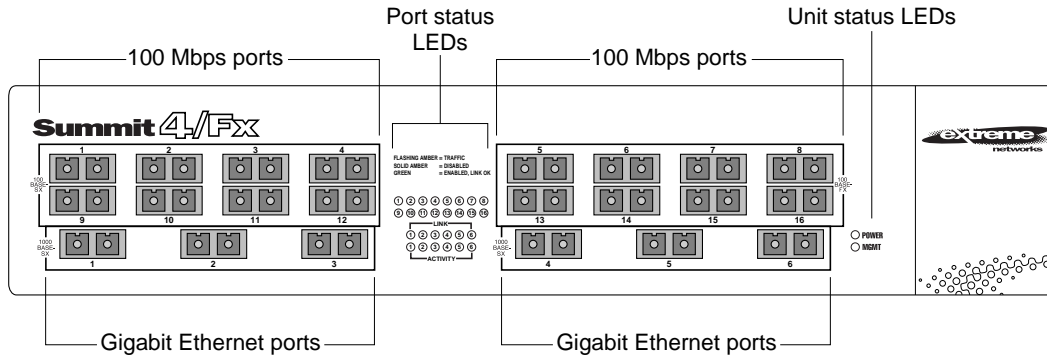 Port status
LEDs
Unit status LEDs
100 Mbps ports
100 Mbps ports
Summit 4/Fx
extreme
networks
FLASHING AMBER = TRAFFIC
SOLID AMBER = DISABLED
GREEN = ENABLED, LINK OK
1 2 3 4
100
BASE-
SX
9 10 11 12
1000
BASE-
SX
1 2 3
1 2 3 4 5 6 7 8
9 10 11 12 13 14 15 16
LINK
1 2 3 4 5 6
1 2 3 4 5 6
ACTIVITY
5 6 7 8
100
BASE-
FX
13 14 15 16
1000
BASE-
SX
4 5 6
POWER
MGMT
Gigabit Ethernet ports
Gigabit Ethernet ports